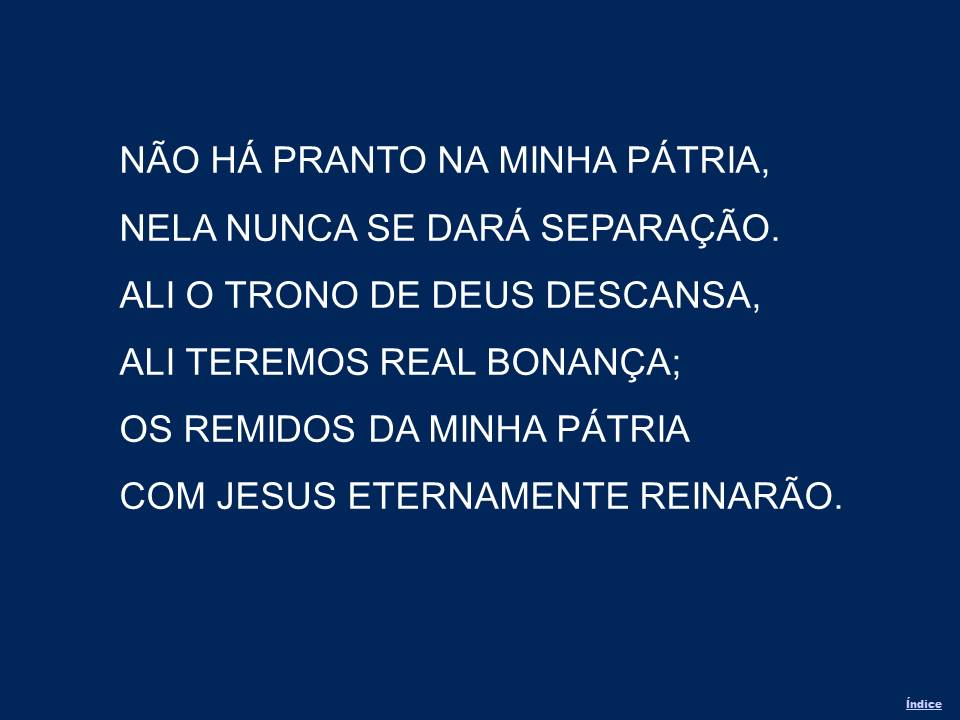 NÃO HÁ PRANTO NA MINHA PÁTRIA,
NELA NUNCA SE DARÁ SEPARAÇÃO.
ALI O TRONO DE DEUS DESCANSA,
ALI TEREMOS REAL BONANÇA;
OS REMIDOS DA MINHA PÁTRIA
COM JESUS ETERNAMENTE REINARÃO.
Índice